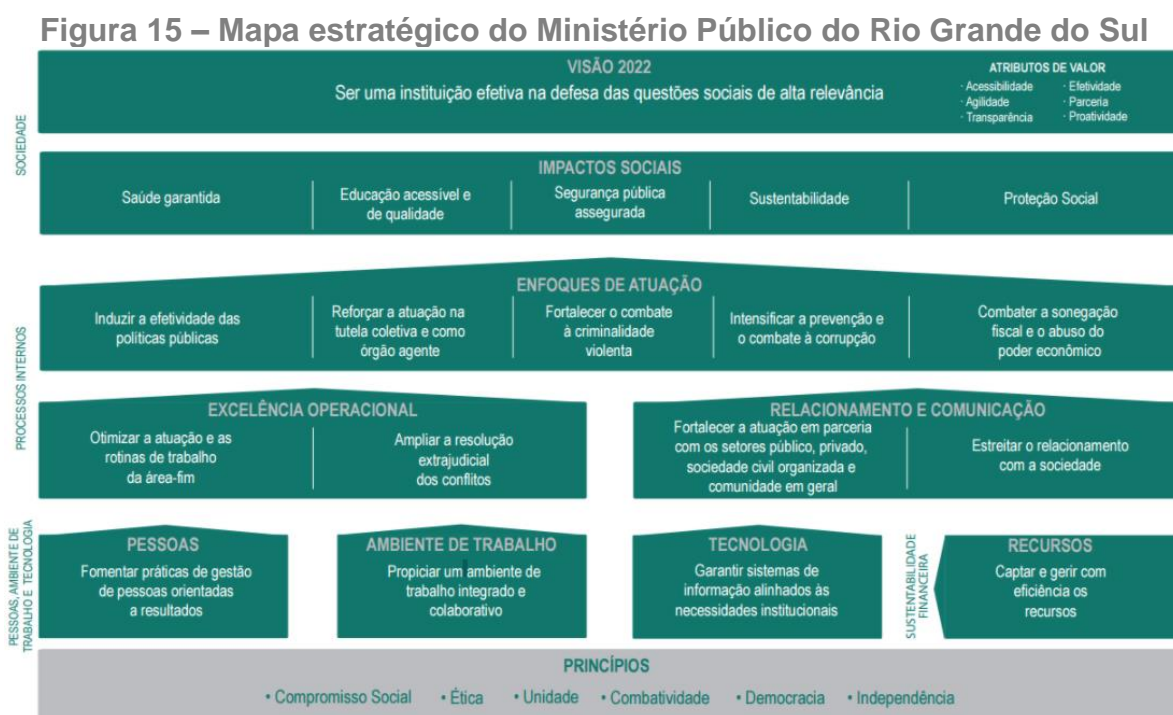 Figura 15 – Mapa estratégico do Ministério Público do Rio Grande do Sul
SOCIEDADE
VISÃO 2022
Ser uma instituição efetiva na defesa das questões sociais de alta relevância
ATRIBUTOS DE VALOR
· Acessibilidade
· Agilidade
· Transparência
· Efetividade
· Parceria
· Proatividade
IMPACTOS SOCIAIS
Saúde garantida
Educação acessível e
de qualidade
Segurança pública
assegurada
Sustentabilidade
Proteção Social
PROCESSOS INTERNOS
ENFOQUES DE ATUAÇÃO
Induzir a efetividade das
políticas públicas
Reforçar a atuação na
tutela coletiva e como
órgão agente
Fortalecer o combate
à criminalidade
violenta
Intensificar a prevenção e
o combate à corrupção
Combater a sonegação
fiscal e o abuso do
poder econômico
EXCELÊNCIA OPERACIONAL
Otimizar a atuação e as
rotinas de trabalho
da área-fim
Ampliar a resolução
extrajudicial
dos conflitos
RELACIONAMENTO E COMUNICAÇÃO
Fortalecer a atuação em parceria
com os setores público, privado,
sociedade civil organizada e
comunidade em geral
Estreitar o relacionamento
com a sociedade
PESSOAS, AMBIENTE DE
TRABALHO E TECNOLOGIA
PESSOAS
Fomentar práticas de gestão
de pessoas orientadas
a resultados
AMBIENTE DE TRABALHO
Propiciar um ambiente de
trabalho integrado e
colaborativo
TECNOLOGIA
Garantir sistemas de
informação alinhados às
necessidades institucionais
SUSTENTABILIDADE
FINANCEIRA
RECURSOS
Captar e gerir com
eficiência os
recursos
PRINCÍPIOS
• Compromisso Social • Ética • Unidade • Combatividade • Democracia • Independência